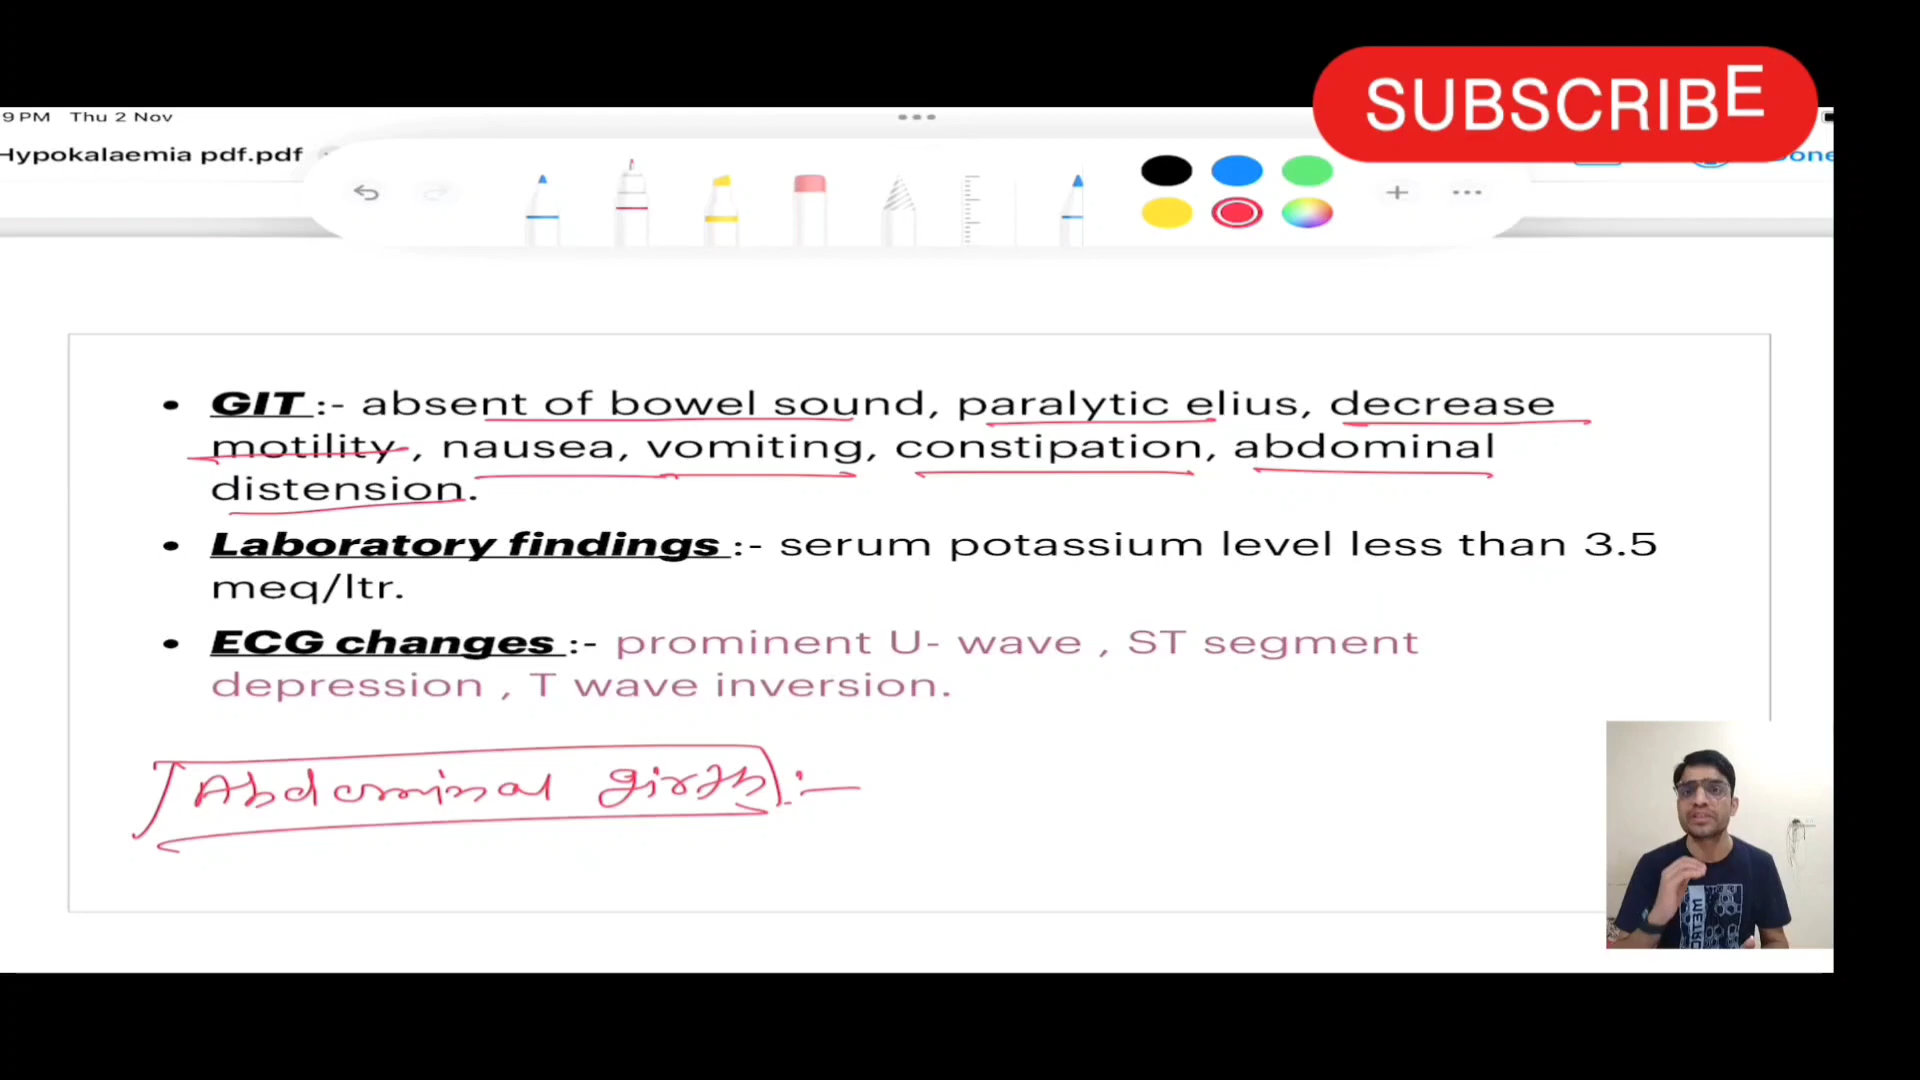 SUBSCRIBE
9 PM Thu 2 Nov
Hypokalaemia pdf.pdf
one
• GIT :- absent of bowel sound, paralytic elius, decrease
motility , nausea, vomiting, constipation, abdominal
distension.
• Laboratory findings :- serum potassium level less than 3.5
meq/ltr.
• ECG changes :- prominent U- wave , ST segment
depression , T wave inversion.
Abdominal girth :-
METRO